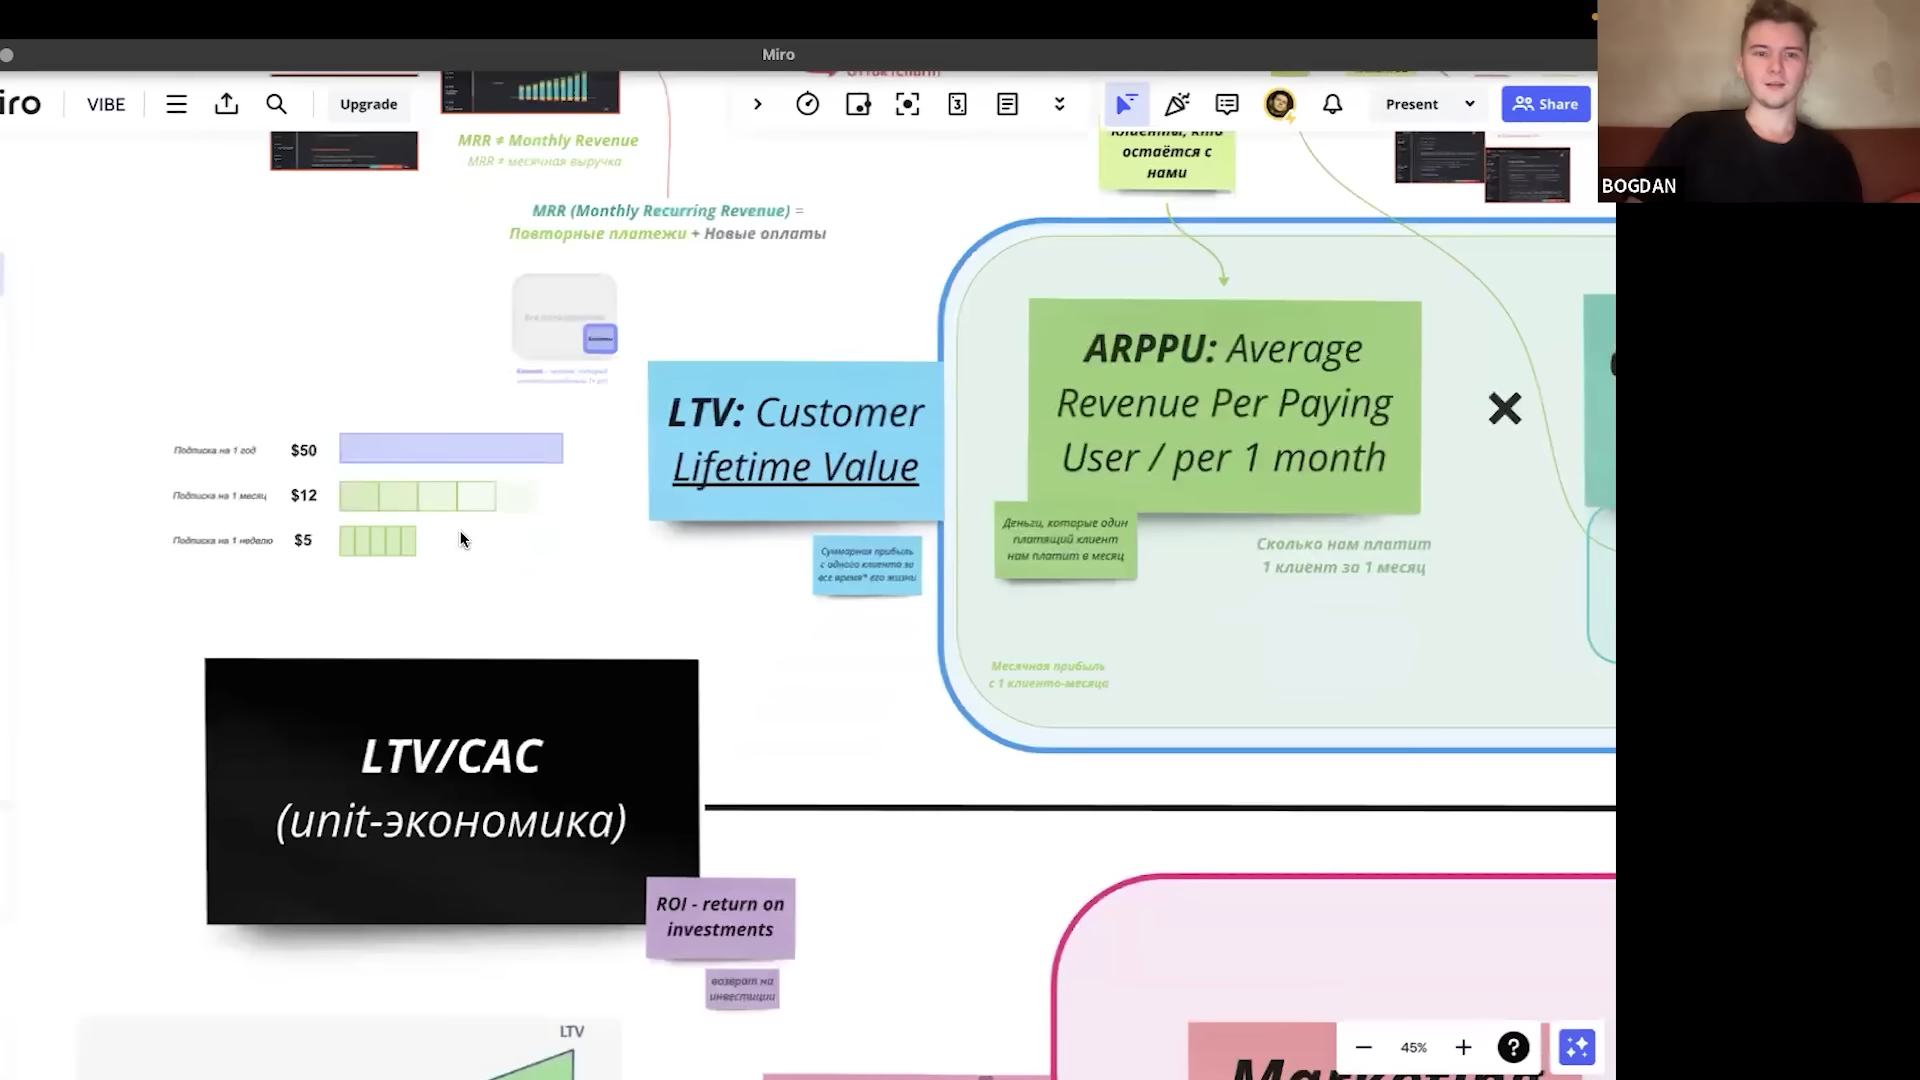 Miro
iro
VIBE
Upgrade
Present
Share
BOGDAN
MRR ≠ Monthly Revenue
MRR ≠ месячная выручка
MRR (Monthly Recurring Revenue) =
Повторные платежи + Новые оплаты
остаётся с
нами
Подписка на 1 год $50
Подписка на 1 месяц $12
Подписка на 1 неделю $5
LTV: Customer
Lifetime Value
Суммарная прибыль
с одного клиента за
все время* его жизни
ARPPU: Average
Revenue Per Paying
User / per 1 month
Деньги, которые один
платящий клиент
нам платит в месяц
Сколько нам платит
1 клиент за 1 месяц
Месячная прибыль
с 1 клиенто-месяца
LTV/CAC
(unit-экономика)
ROI - return on
investments
возврат на
инвестиции
LTV
Marketing
45%